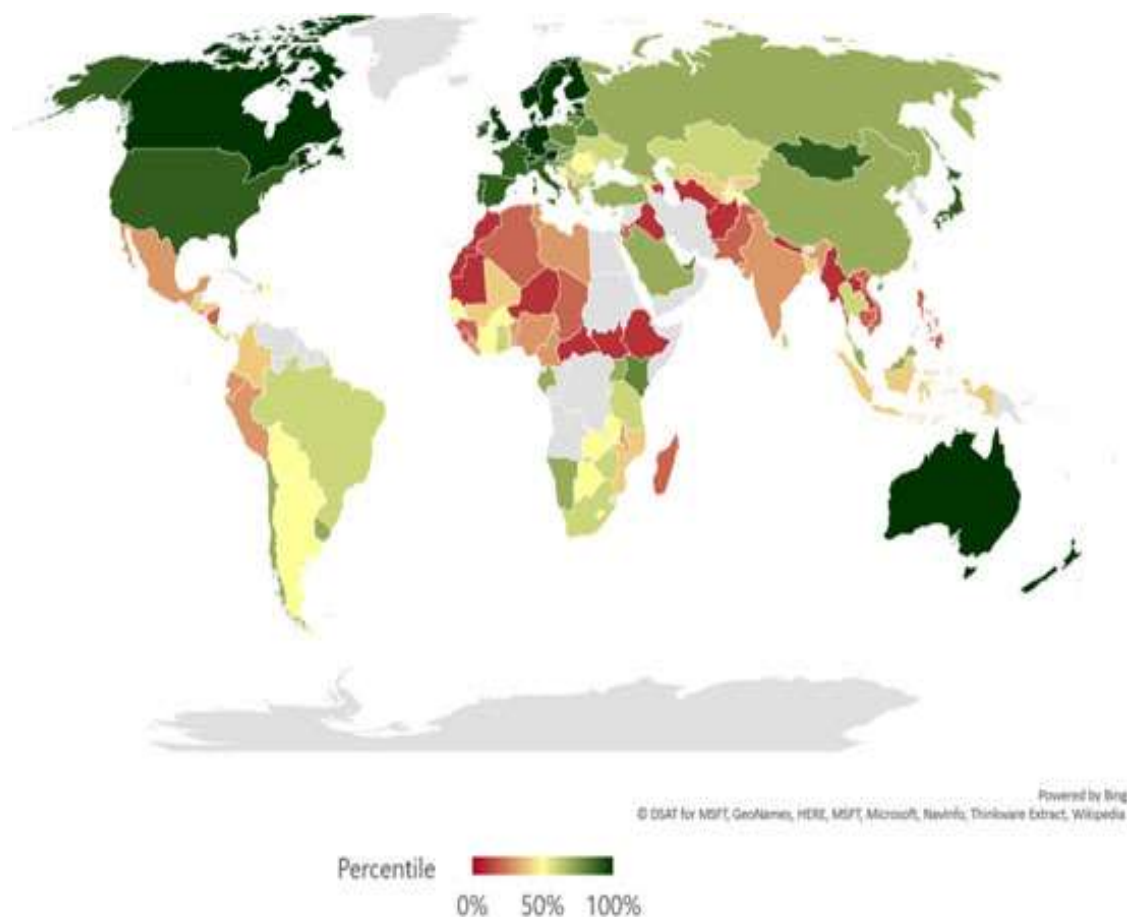 Powered by Bing
© DSAT for MSFT, GeoNames, HERE, MSFT, Microsoft, NavInfo, Thinkware Extract, Wikipedia
Percentile
0% 50% 100%